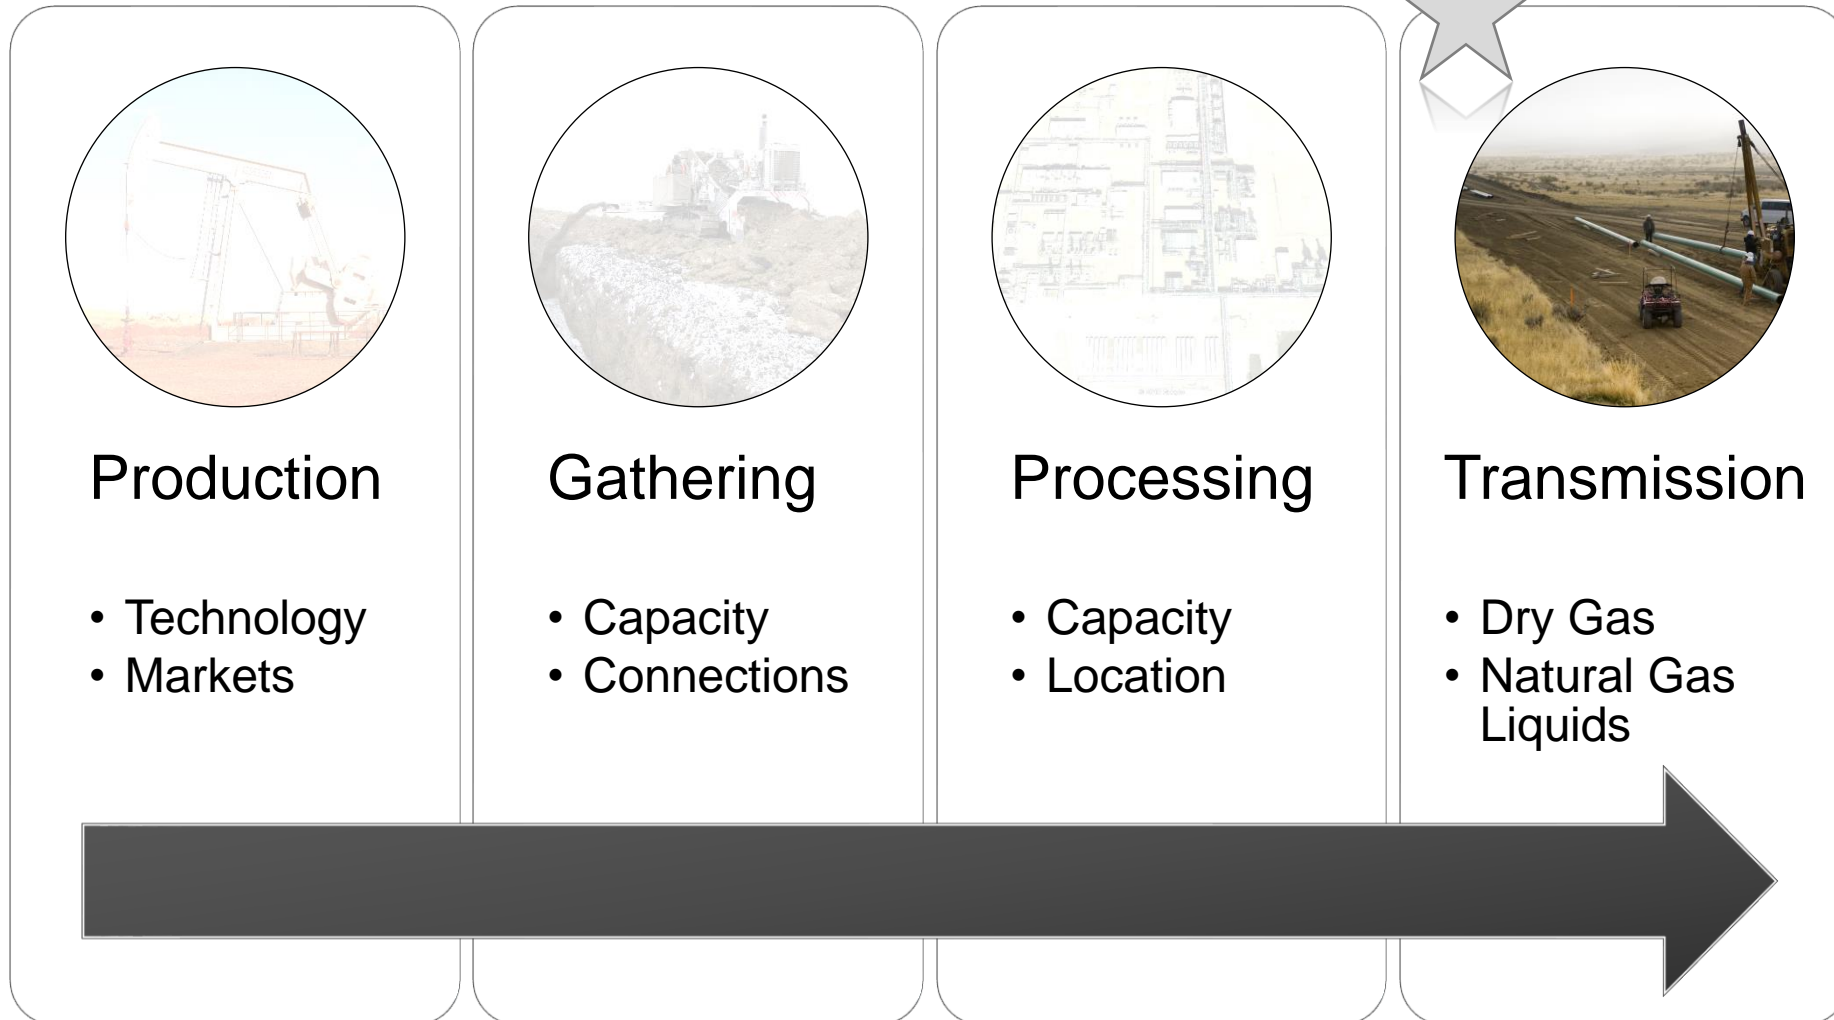 Production
• Technology
• Markets
Gathering
• Capacity
• Connections
Processing
• Capacity
• Location
Transmission
• Dry Gas
• Natural Gas
Liquids